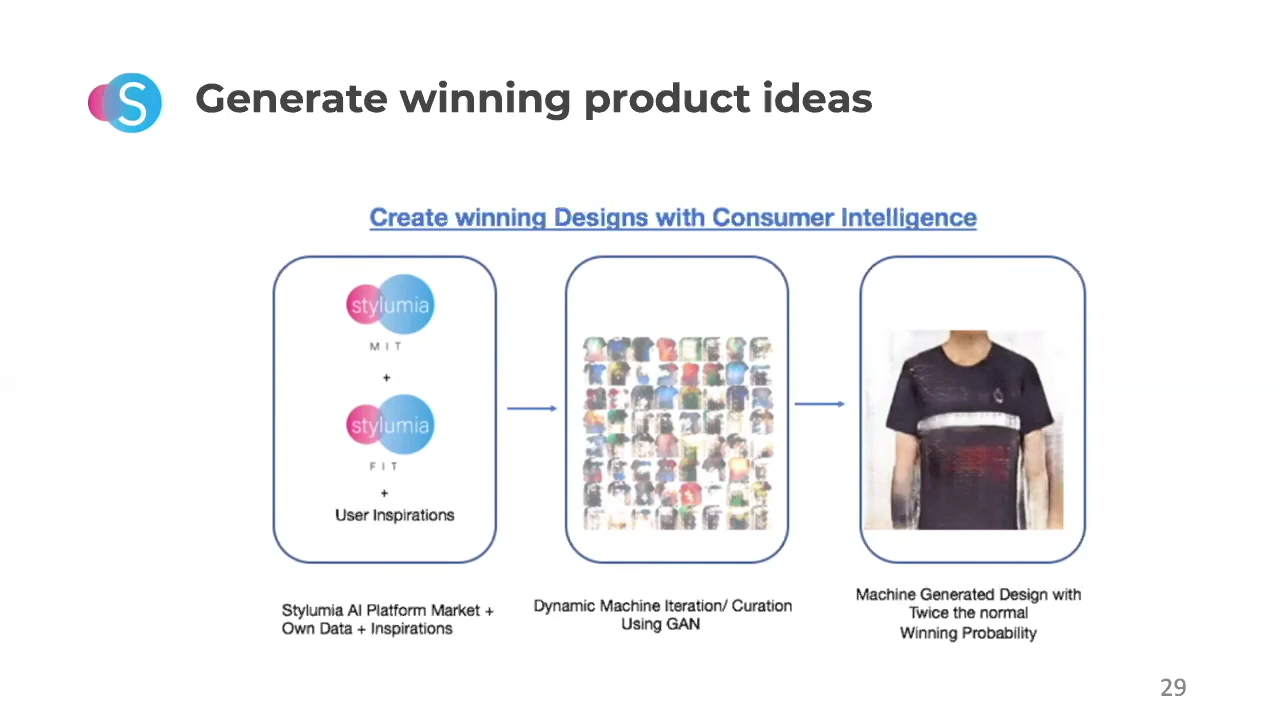 S
Generate winning product ideas
Create winning Designs with Consumer Intelligence
stylumia
MIT
+
stylumia
FIT
+
User Inspirations
Stylumia AI Platform Market +
Own Data + Inspirations
Dynamic Machine Iteration/ Curation
Using GAN
Machine Generated Design with
Twice the normal
Winning Probability
29